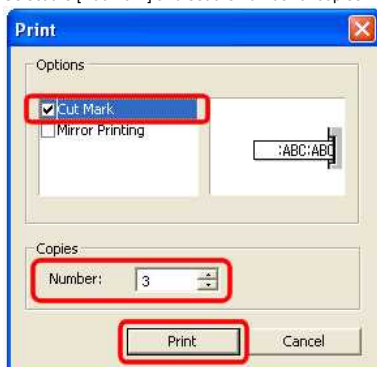 Print
Options
Cut Mark
Mirror Printing
:ABC:ABC
Copies
Number: 3
Print Cancel